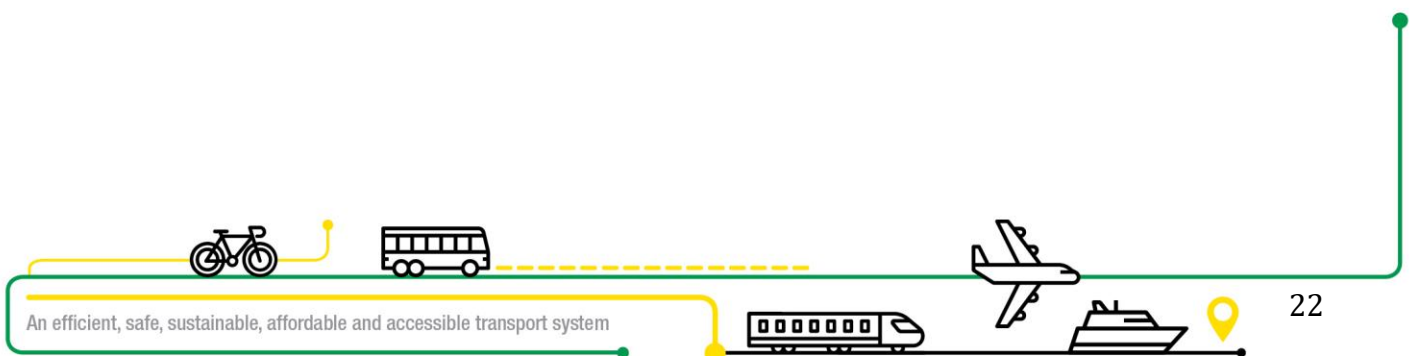 An efficient, safe, sustainable, affordable and accessible transport system
22